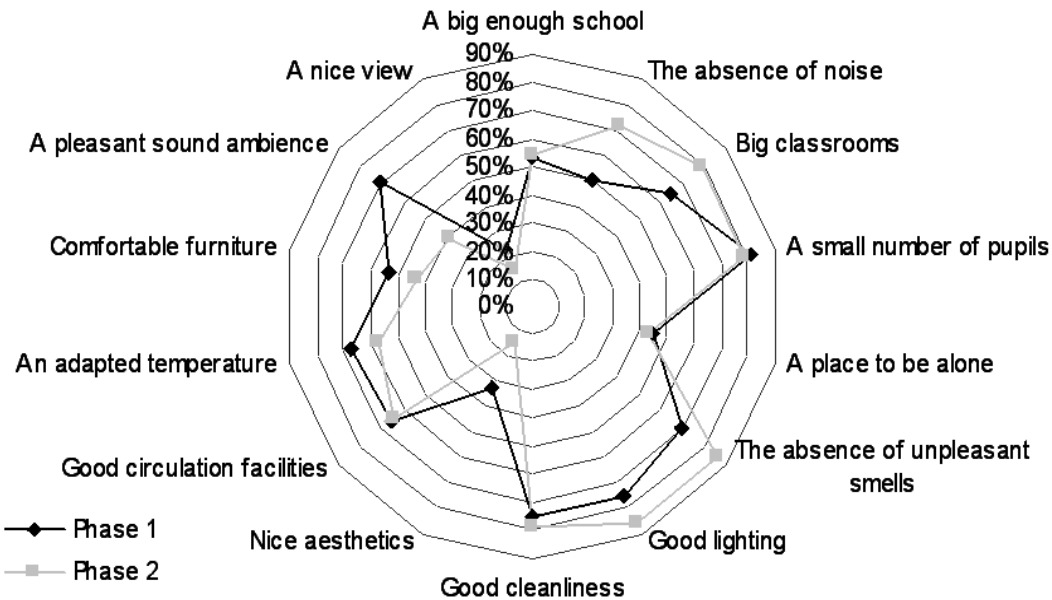 A big enough school
90%
A nice view
The absence of noise
80%
70%
A pleasant sound ambience
Big classrooms
60%
50%
40%
Comfortable furniture
A small number of pupils
30%
20%
10%
0%
An adapted temperature
A place to be alone
Good circulation facilities
The absence of unpleasant
smells
Phase 1
Nice aesthetics
Good lighting
Phase 2
Good cleanliness